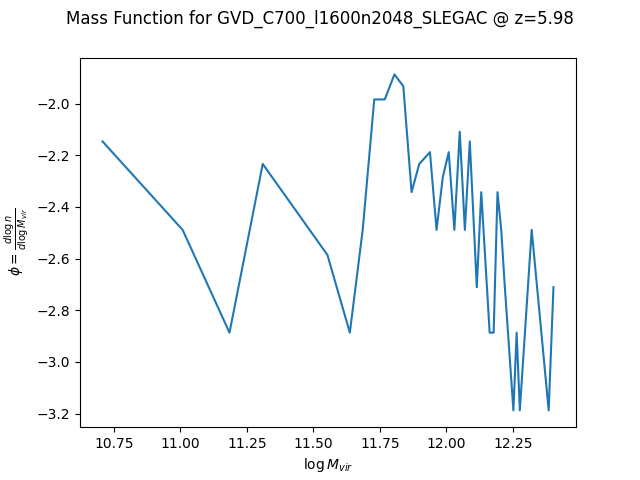 Mass Function for GVD_C700_l1600n2048_SLEGAC @ z=5.98
−2.0
−2.2
−2.4
−2.6
−2.8
−3.0
−3.2
ϕ = d log n / d log M_vir
10.75 11.00 11.25 11.50 11.75 12.00 12.25
log M_vir